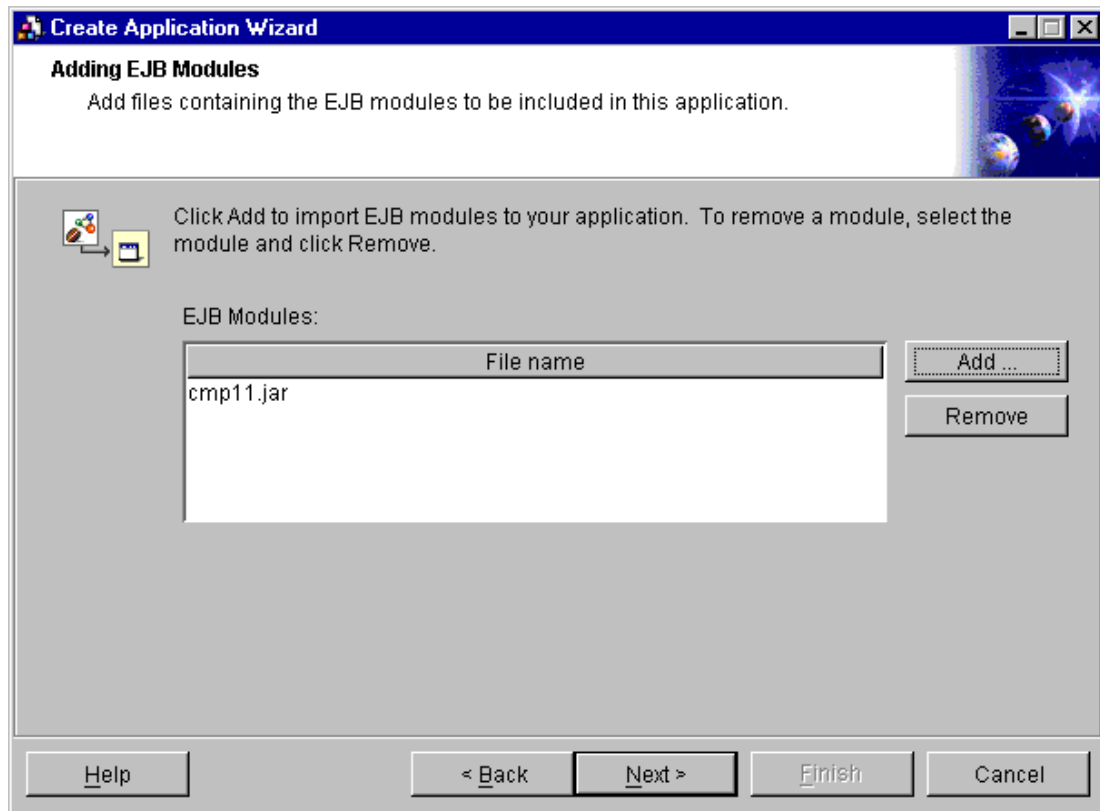 Create Application Wizard
Adding EJB Modules
Add files containing the EJB modules to be included in this application.
Click Add to import EJB modules to your application. To remove a module, select the
module and click Remove.
EJB Modules:
File name
Add ...
cmp11.jar
Remove
Help
< Back
Next >
Finish
Cancel